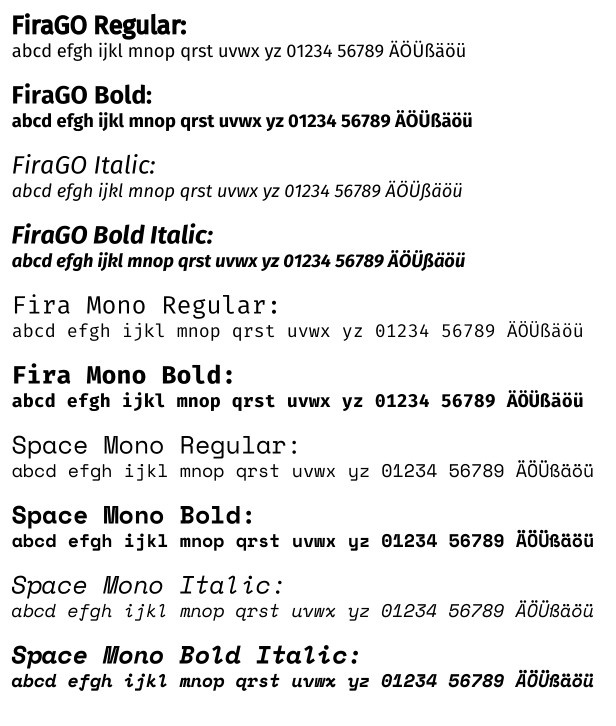 FiraGO Regular:
abcd efgh ijkl mnop qrst uvwx yz 01234 56789 ÄÖÜßäöü
FiraGO Bold:
abcd efgh ijkl mnop qrst uvwx yz 01234 56789 ÄÖÜßäöü
FiraGO Italic:
abcd efgh ijkl mnop qrst uvwx yz 01234 56789 ÄÖÜßäöü
FiraGO Bold Italic:
abcd efgh ijkl mnop qrst uvwx yz 01234 56789 ÄÖÜßäöü
Fira Mono Regular:
abcd efgh ijkl mnop qrst uvwx yz 01234 56789 ÄÖÜßäöü
Fira Mono Bold:
abcd efgh ijkl mnop qrst uvwx yz 01234 56789 ÄÖÜßäöü
Space Mono Regular:
abcd efgh ijkl mnop qrst uvwx yz 01234 56789 ÄÖÜßäöü
Space Mono Bold:
abcd efgh ijkl mnop qrst uvwx yz 01234 56789 ÄÖÜßäöü
Space Mono Italic:
abcd efgh ijkl mnop qrst uvwx yz 01234 56789 ÄÖÜßäöü
Space Mono Bold Italic:
abcd efgh ijkl mnop qrst uvwx yz 01234 56789 ÄÖÜßäöü